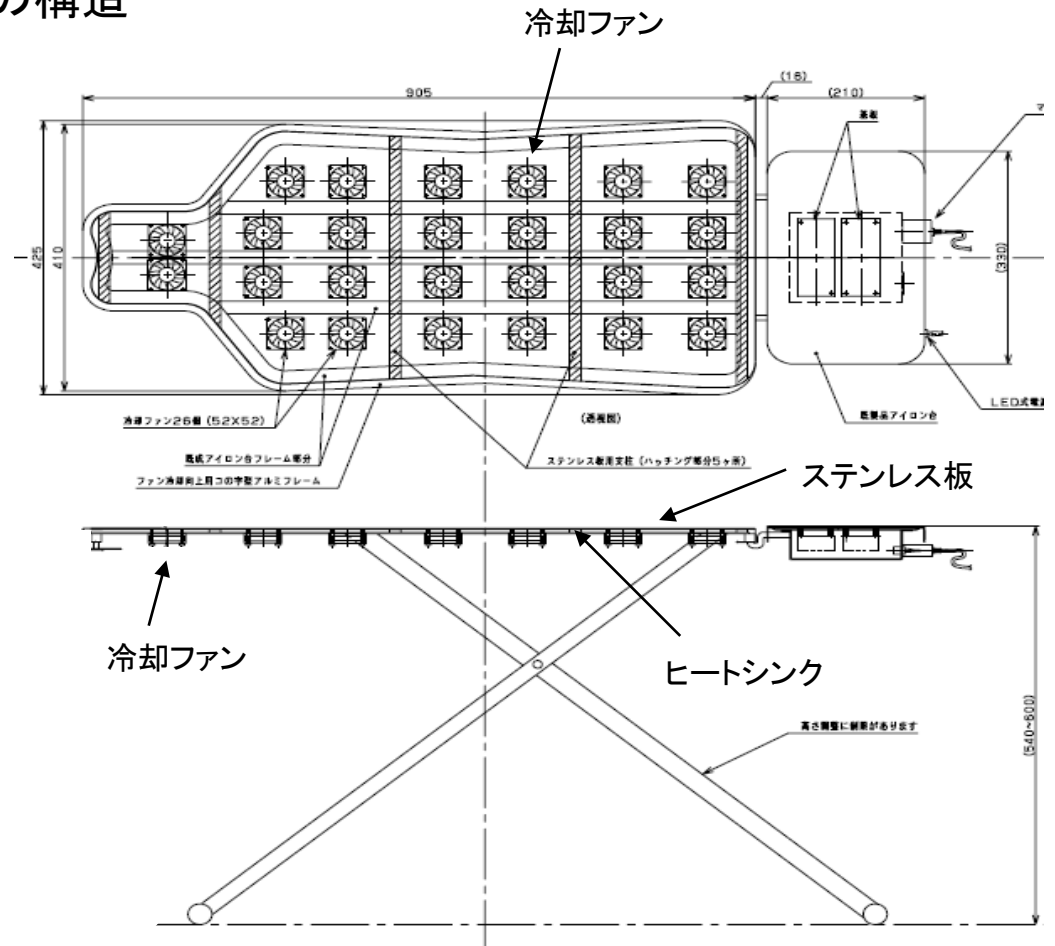 の構造
冷却ファン
905
(16)
(210)
基板
マ
425
410
(330)
冷却ファン26個 (52X52)
(透視図)
既製品アイロン台
LED式電源
既成アイロン台フレーム部分
ステンレス板用支柱 (ハッチング部分5ヶ所)
ファン冷却向上用コの字型アルミフレーム
ステンレス板
冷却ファン
ヒートシンク
高さ調整に制限があります
(540~600)